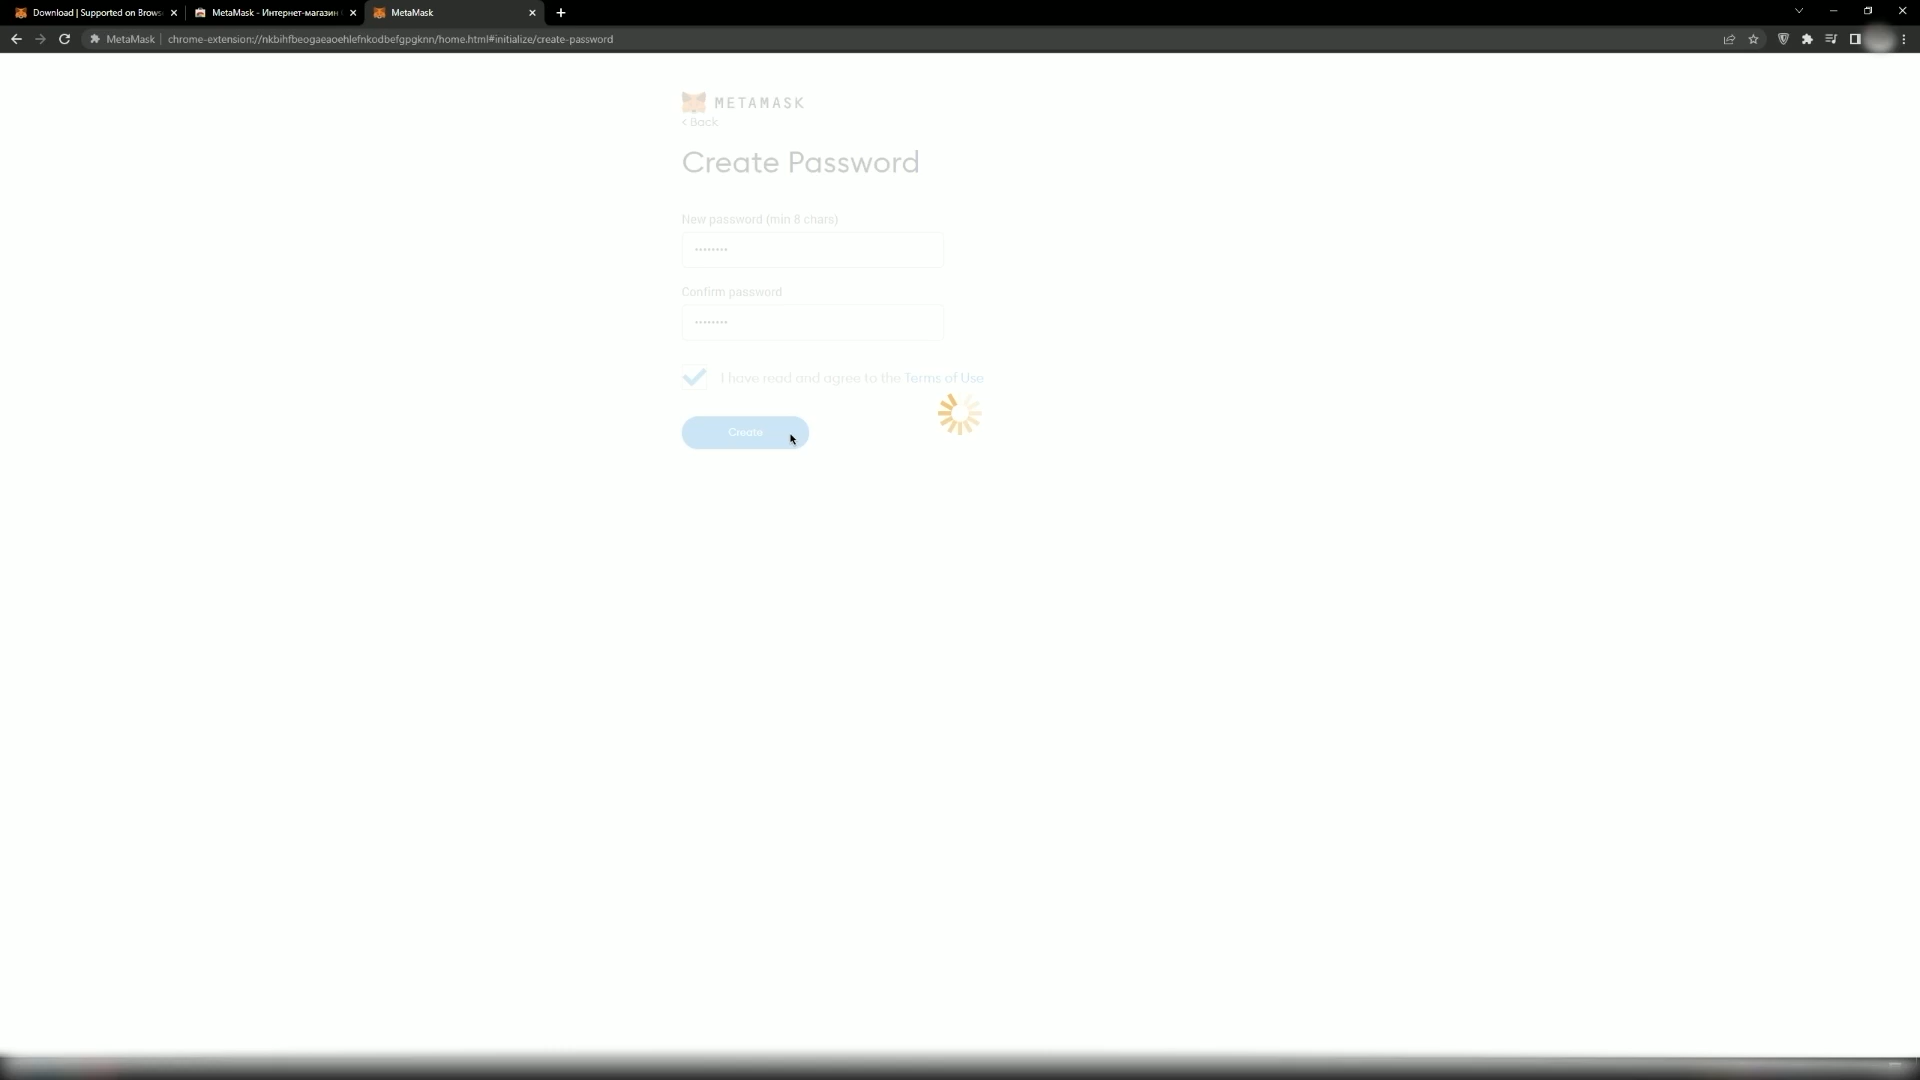 Download | Supported on Brows
MetaMask - Интернет-магазин
MetaMask
MetaMask
chrome-extension://nkbihfbeogaeaoehlefnkodbefgpgknn/home.html#initialize/create-password
METAMASK
< Back
Create Password
New password (min 8 chars)
••••••••
Confirm password
••••••••
I have read and agree to the Terms of Use
Create